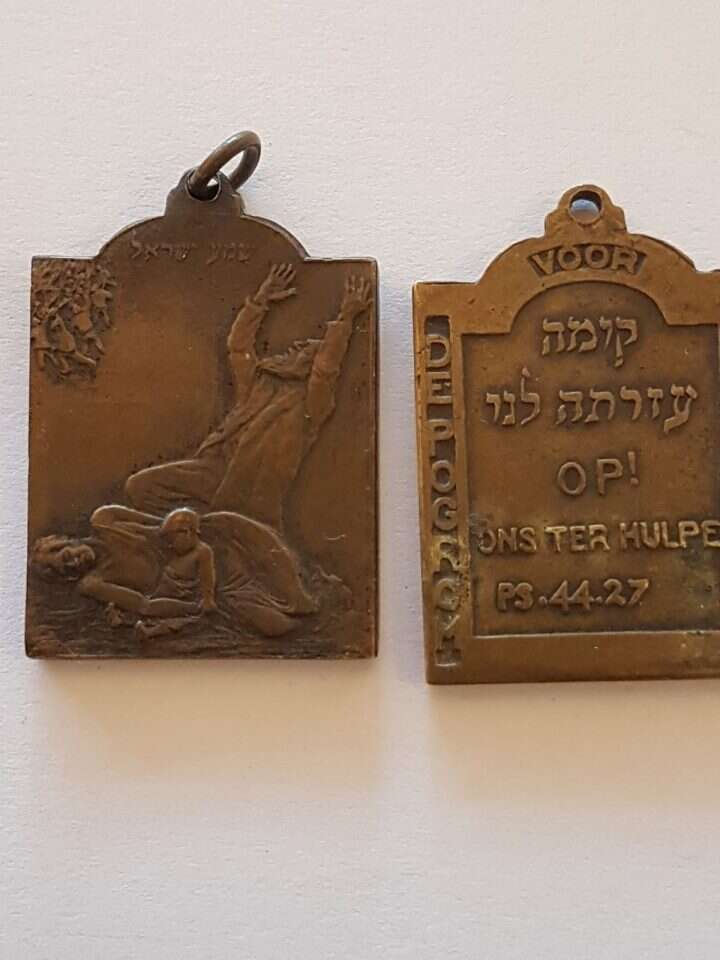 שמע ישראל
VOOR
DE POGROM
קומה
עזרתה לנו
OP!
ONS TER HULPE
PS.44.27